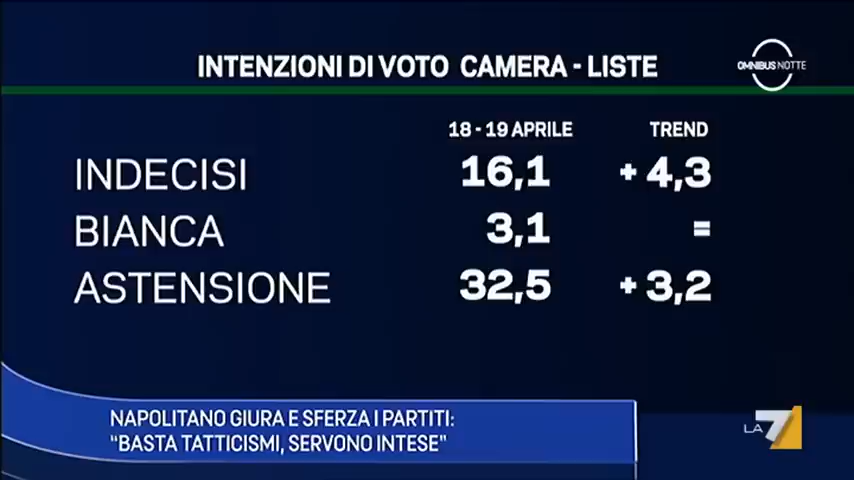 INTENZIONI DI VOTO CAMERA - LISTE
OMNIBUS NOTTE
18 - 19 APRILE TREND
INDECISI 16,1 + 4,3
BIANCA 3,1 =
ASTENSIONE 32,5 + 3,2
NAPOLITANO GIURA E SFERZA I PARTITI:
“BASTA TATTICISMI, SERVONO INTESE”
LA 7